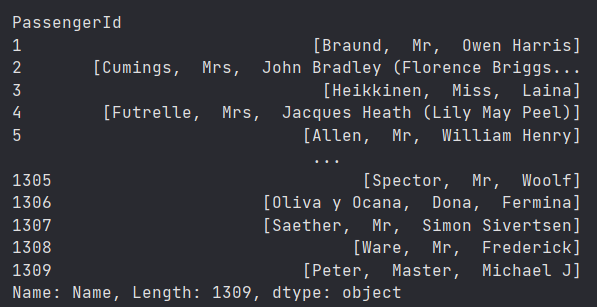 PassengerId
1 [Braund,  Mr,  Owen Harris]
2 [Cumings,  Mrs,  John Bradley (Florence Briggs...
3 [Heikkinen,  Miss,  Laina]
4 [Futrelle,  Mrs,  Jacques Heath (Lily May Peel)]
5 [Allen,  Mr,  William Henry]
...
1305 [Spector,  Mr,  Woolf]
1306 [Oliva y Ocana,  Dona,  Fermina]
1307 [Saether,  Mr,  Simon Sivertsen]
1308 [Ware,  Mr,  Frederick]
1309 [Peter,  Master,  Michael J]
Name: Name, Length: 1309, dtype: object